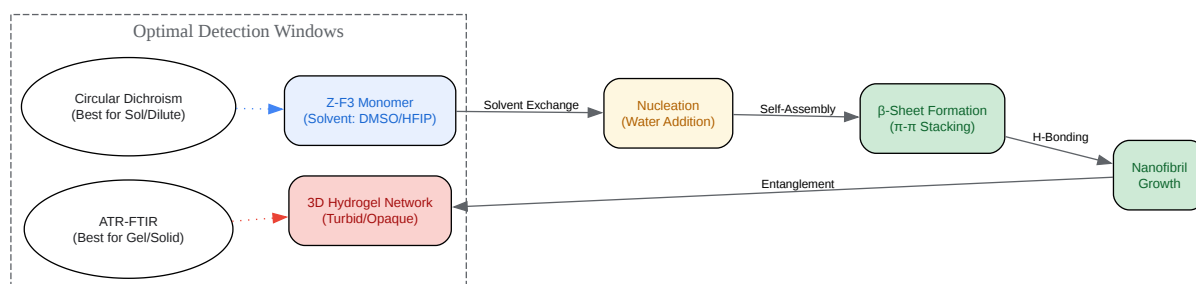 Optimal Detection Windows
Circular Dichroism
(Best for Sol/Dilute)
Z-F3 Monomer
(Solvent: DMSO/HFIP)
Solvent Exchange
Nucleation
(Water Addition)
Self-Assembly
β-Sheet Formation
(π-π Stacking)
H-Bonding
Nanofibril
Growth
Entanglement
3D Hydrogel Network
(Turbid/Opaque)
ATR-FTIR
(Best for Gel/Solid)